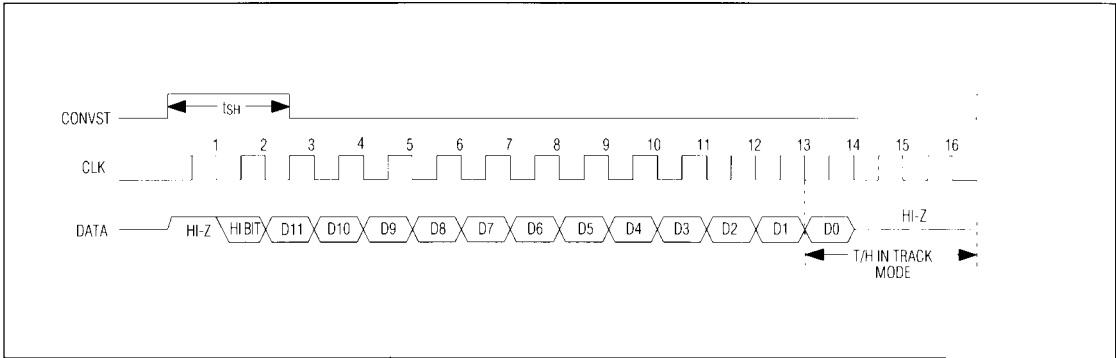 tSH
CONVST
1 2 3 4 5 6 7 8 9 10 11 12 13 14 15 16
CLK
DATA HI-Z HI BIT D11 D10 D9 D8 D7 D6 D5 D4 D3 D2 D1 D0 HI-Z
T/H IN TRACK
MODE